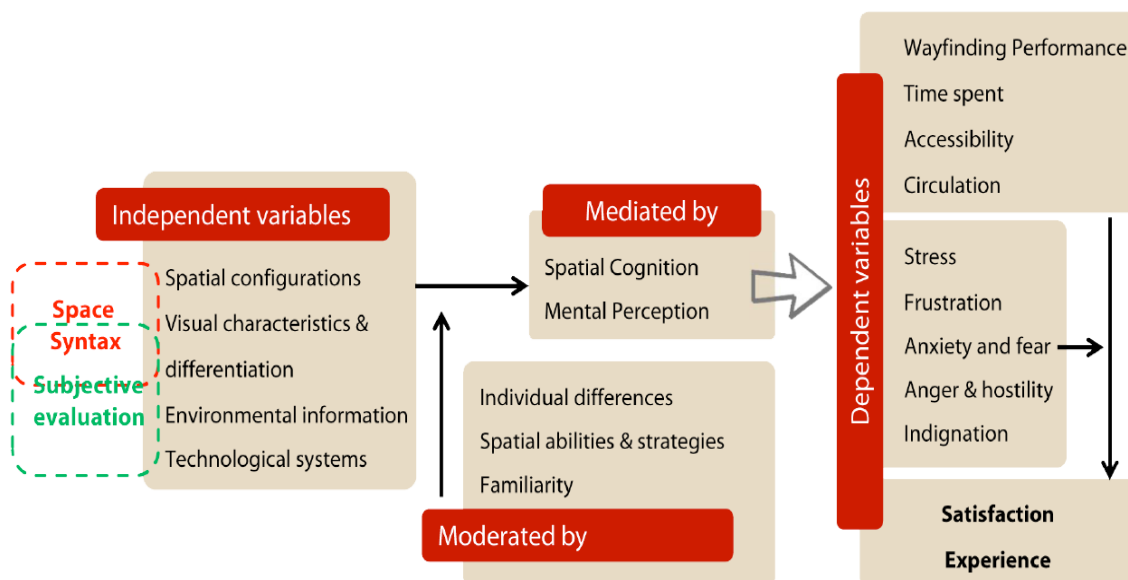 Space
Syntax
Subjective
evaluation
Independent variables
Spatial configurations
Visual characteristics &
differentiation
Environmental information
Technological systems
Mediated by
Spatial Cognition
Mental Perception
Individual differences
Spatial abilities & strategies
Familiarity
Moderated by
Dependent variables
Wayfinding Performance
Time spent
Accessibility
Circulation
Stress
Frustration
Anxiety and fear
Anger & hostility
Indignation
Satisfaction
Experience